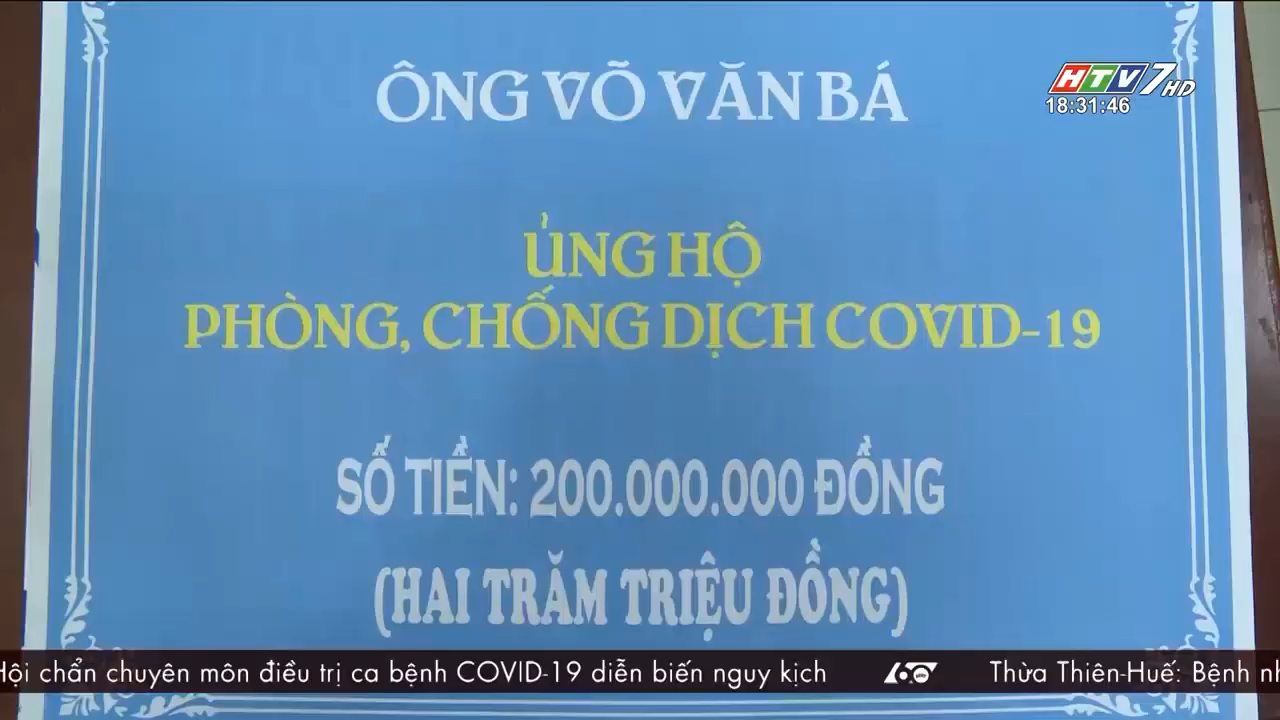 ÔNG VÕ VĂN BÁ
HTV7 HD
18:31:46
ỦNG HỘ
PHÒNG, CHỐNG DỊCH COVID-19
SỐ TIỀN: 200.000.000 ĐỒNG
(HAI TRĂM TRIỆU ĐỒNG)
Hội chẩn chuyên môn điều trị ca bệnh COVID-19 diễn biến nguy kịch 60 giây Thừa Thiên-Huế: Bệnh nh